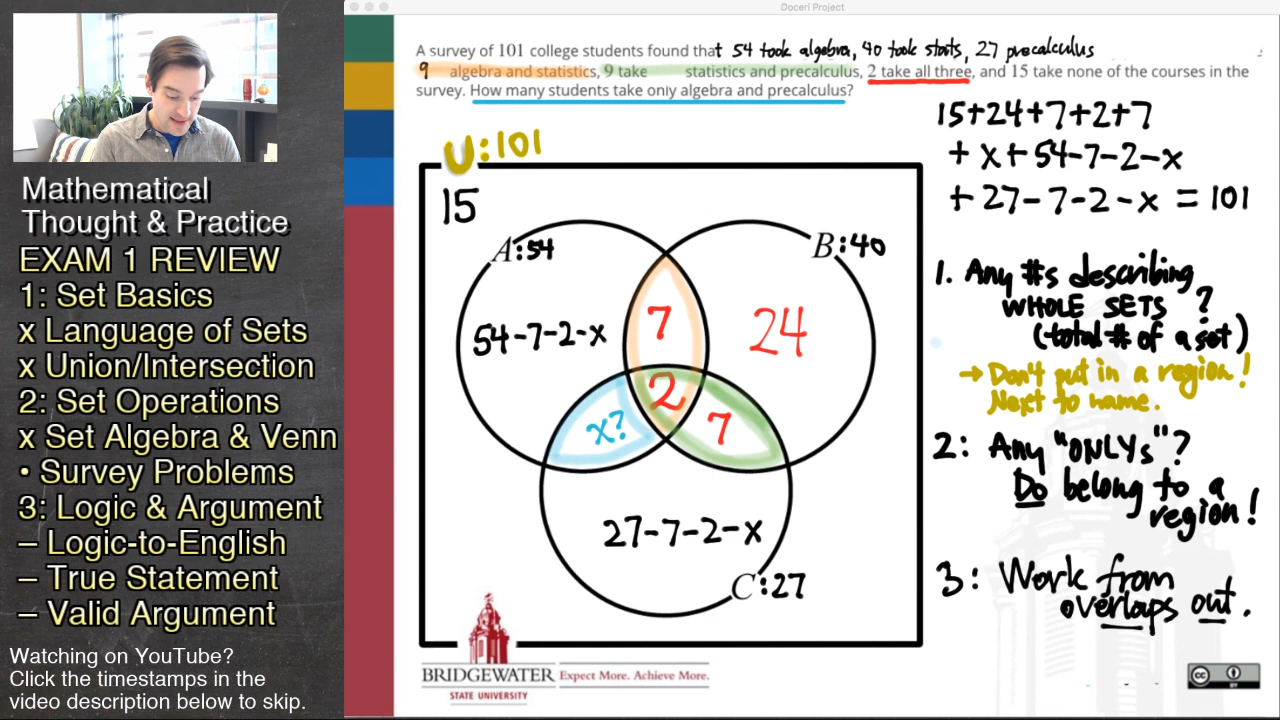 Doceri Project
A survey of 101 college students found that 54 took algebra, 40 took stats, 27 precalculus
9 algebra and statistics, 9 take statistics and precalculus, 2 take all three, and 15 take none of the courses in the
survey. How many students take only algebra and precalculus?
Mathematical
Thought & Practice
EXAM 1 REVIEW
1: Set Basics
x Language of Sets
x Union/Intersection
2: Set Operations
x Set Algebra & Venn
• Survey Problems
3: Logic & Argument
– Logic-to-English
– True Statement
– Valid Argument
Watching on YouTube?
Click the timestamps in the
video description below to skip.
U:101
15
A:54
B:40
54-7-2-x
7
24
2
x?
7
27-7-2-x
C:27
15+24+7+2+7
+ x+54-7-2-x
+ 27-7-2-x = 101
1. Any #s describing
WHOLE SETS ?
(total # of a set)
→ Don't put in a region!
Next to name.
2: Any "ONLYs"?
Do belong to a
region!
3: Work from
overlaps out.
BRIDGEWATER
STATE UNIVERSITY
Expect More. Achieve More.
cc
BY